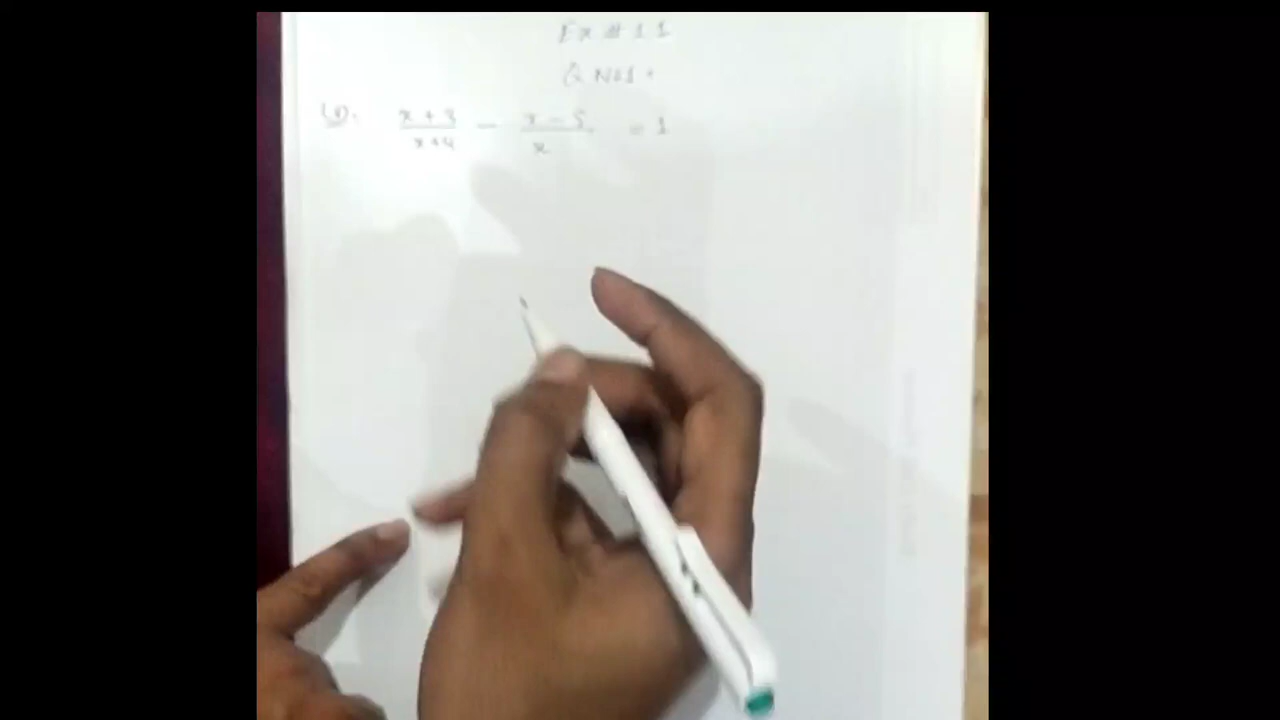 Ex # 1 1
Q No1.
(v). x + 3 / x+4 - x - 5 / x = 1